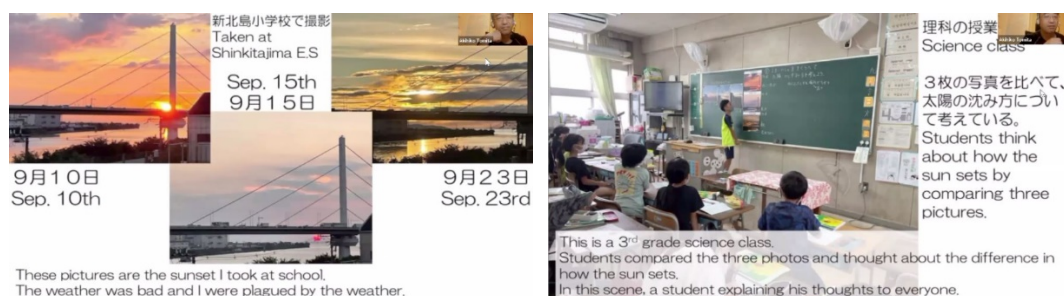 新北島小学校で撮影
Taken at
Shinkitajima E.S
Sep. 15th
9月15日
9月10日
Sep. 10th
9月23日
Sep. 23rd
These pictures are the sunset I took at school.
The weather was bad and I were plagued by the weather.
理科の授業
Science class
3枚の写真を比べて、
太陽の沈み方につい
て考えている。
Students think
about how the
sun sets by
comparing three
pictures.
This is a 3rd grade science class.
Students compared the three photos and thought about the difference in
how the sun sets.
In this scene, a student explaining his thoughts to everyone.